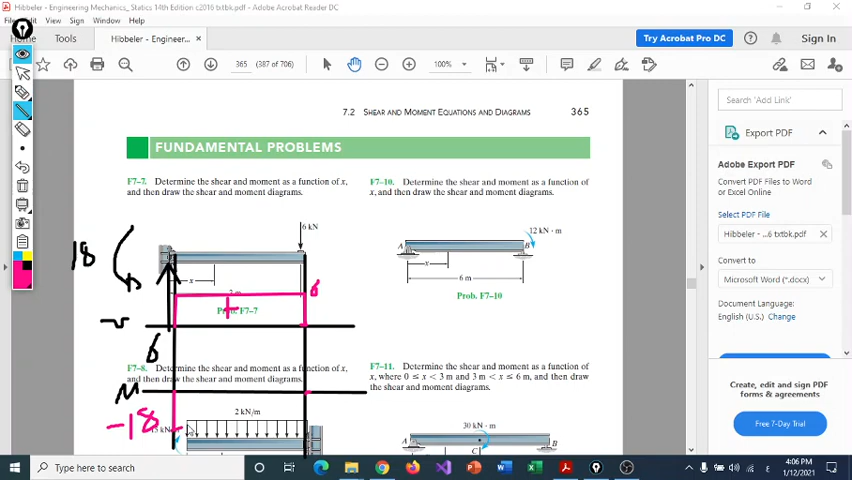 Hibbeler - Engineering Mechanics_ Statics 14th Edition c2016 txtbk.pdf - Adobe Acrobat Reader DC
File Edit View Sign Window Help
Home Tools Hibbeler - Engineer... × Try Acrobat Pro DC Sign In
365 (387 of 706) 100%
7.2 SHEAR AND MOMENT EQUATIONS AND DIAGRAMS 365
FUNDAMENTAL PROBLEMS
F7-7. Determine the shear and moment as a function of x,
and then draw the shear and moment diagrams.
6 kN
18
x
6
+
Prob. F7-7
v
6
F7-8. Determine the shear and moment as a function of x,
and then draw the shear and moment diagrams.
M
-18
2 kN/m
F7-10. Determine the shear and moment as a function of
x, and then draw the shear and moment diagrams.
12 kN · m
A
B
x
6 m
Prob. F7-10
F7-11. Determine the shear and moment as a function of
x, where 0 ≤ x < 3 m and 3 m < x ≤ 6 m, and then draw
the shear and moment diagrams.
30 kN · m
A
B
C
Search 'Add Link'
Export PDF
Adobe Export PDF
Convert PDF Files to Word
or Excel Online
Select PDF File
Hibbeler ...6 txtbk.pdf ×
Convert to
Microsoft Word (*.docx)
Document Language:
English (U.S.) Change
Create, edit and sign PDF
forms & agreements
Free 7-Day Trial
Type here to search
4:06 PM
1/12/2021